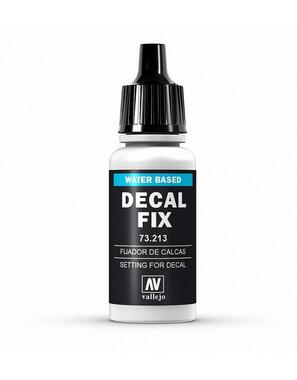 WATER BASED
DECAL
FIX
73.213
FIJADOR DE CALCAS
SETTING FOR DECAL
AV
vallejo